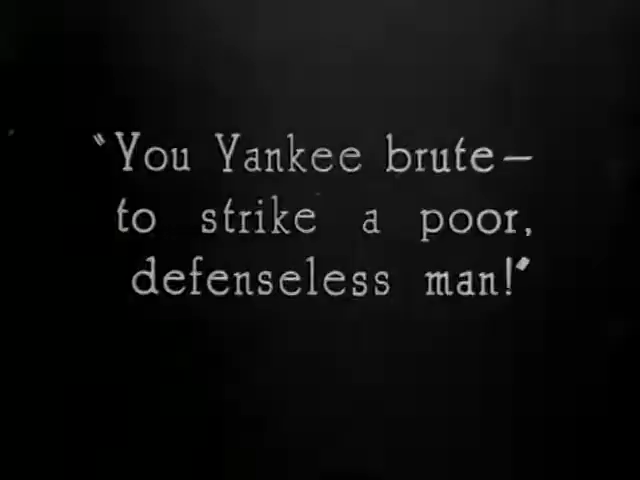 "You Yankee brute—
to strike a poor,
defenseless man!"